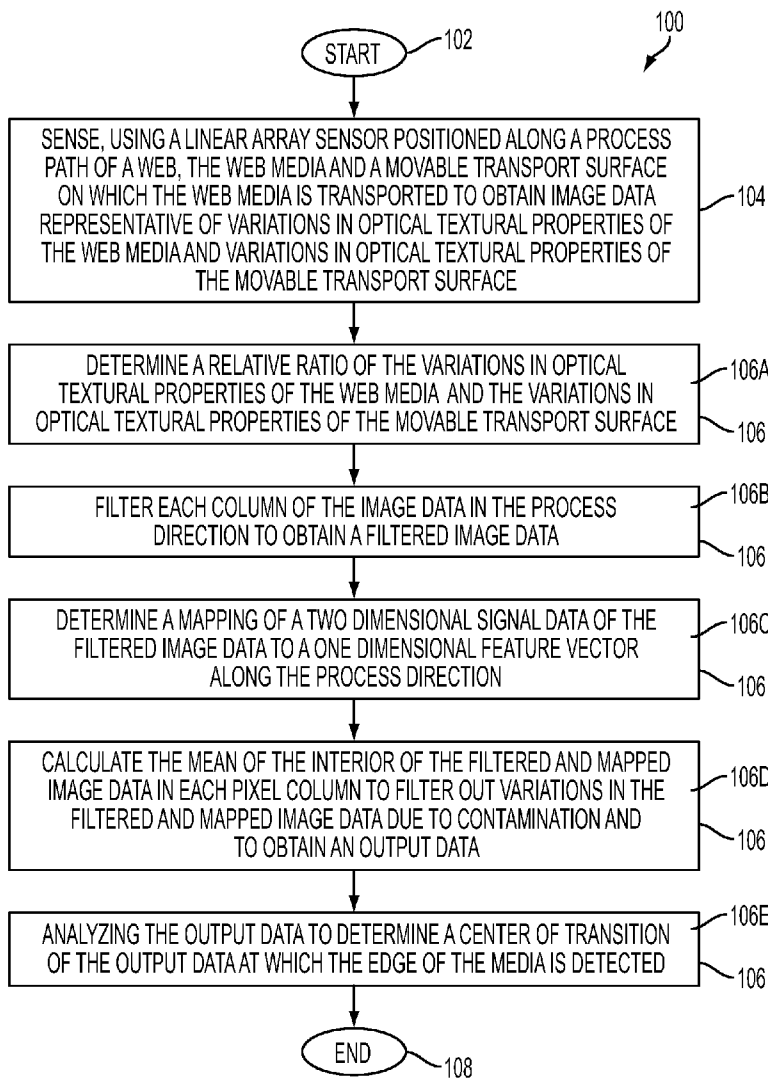 START
102
100
SENSE, USING A LINEAR ARRAY SENSOR POSITIONED ALONG A PROCESS
PATH OF A WEB, THE WEB MEDIA AND A MOVABLE TRANSPORT SURFACE
ON WHICH THE WEB MEDIA IS TRANSPORTED TO OBTAIN IMAGE DATA
REPRESENTATIVE OF VARIATIONS IN OPTICAL TEXTURAL PROPERTIES OF
THE WEB MEDIA AND VARIATIONS IN OPTICAL TEXTURAL PROPERTIES OF
THE MOVABLE TRANSPORT SURFACE
104
DETERMINE A RELATIVE RATIO OF THE VARIATIONS IN OPTICAL
TEXTURAL PROPERTIES OF THE WEB MEDIA AND THE VARIATIONS IN
OPTICAL TEXTURAL PROPERTIES OF THE MOVABLE TRANSPORT SURFACE
106A
106
FILTER EACH COLUMN OF THE IMAGE DATA IN THE PROCESS
DIRECTION TO OBTAIN A FILTERED IMAGE DATA
106B
106
DETERMINE A MAPPING OF A TWO DIMENSIONAL SIGNAL DATA OF THE
FILTERED IMAGE DATA TO A ONE DIMENSIONAL FEATURE VECTOR
ALONG THE PROCESS DIRECTION
106C
106
CALCULATE THE MEAN OF THE INTERIOR OF THE FILTERED AND MAPPED
IMAGE DATA IN EACH PIXEL COLUMN TO FILTER OUT VARIATIONS IN THE
FILTERED AND MAPPED IMAGE DATA DUE TO CONTAMINATION AND
TO OBTAIN AN OUTPUT DATA
106D
106
ANALYZING THE OUTPUT DATA TO DETERMINE A CENTER OF TRANSITION
OF THE OUTPUT DATA AT WHICH THE EDGE OF THE MEDIA IS DETECTED
106E
106
END
108